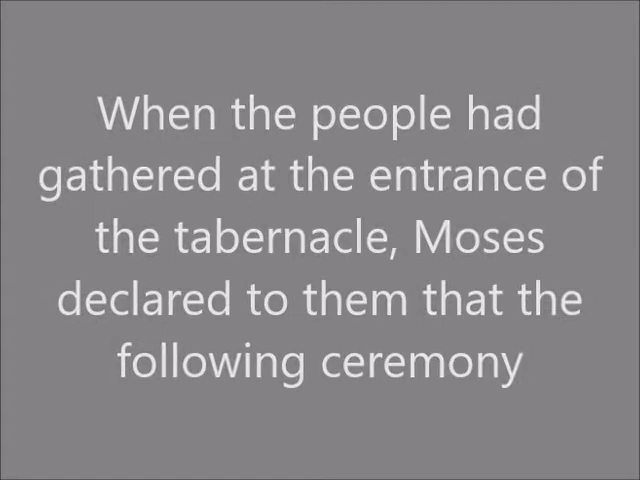 When the people had
gathered at the entrance of
the tabernacle, Moses
declared to them that the
following ceremony